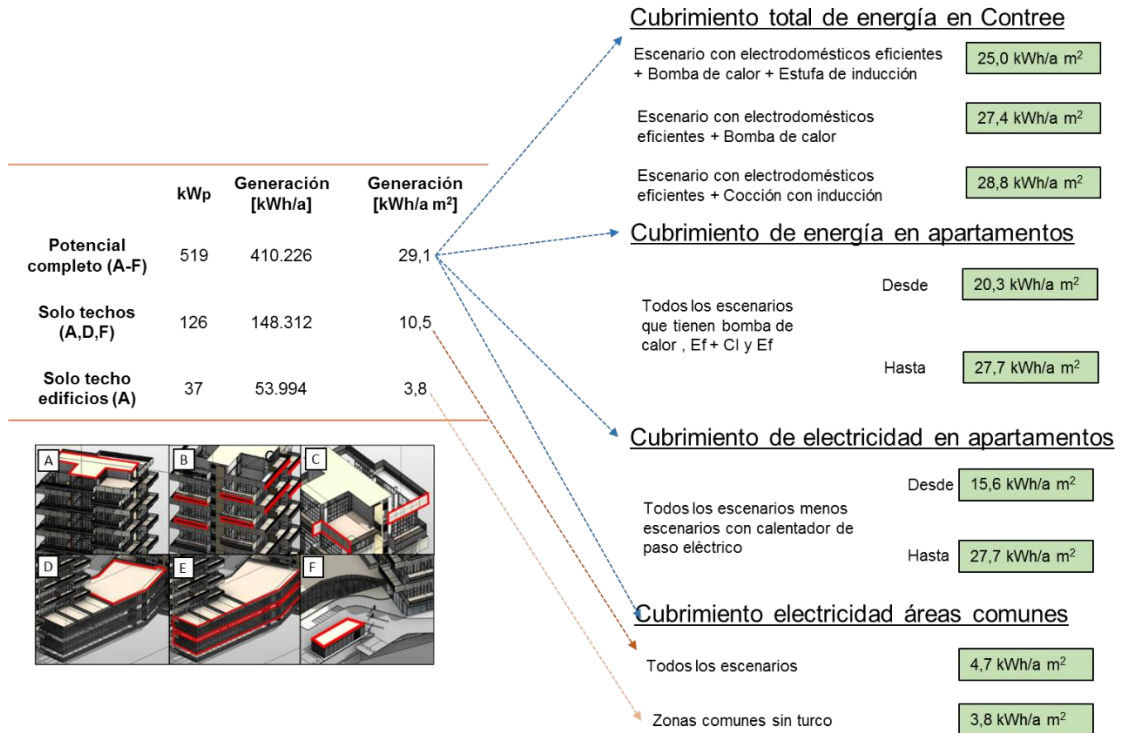 kWp
Generación
[kWh/a]
Generación
[kWh/a m²]
Potencial
completo (A-F)
519
410.226
29,1
Solo techos
(A,D,F)
126
148.312
10,5
Solo techo
edificios (A)
37
53.994
3,8
A
B
C
D
E
F
Cubrimiento total de energía en Contree
Escenario con electrodomésticos eficientes
+ Bomba de calor + Estufa de inducción
25,0 kWh/a m²
Escenario con electrodomésticos
eficientes + Bomba de calor
27,4 kWh/a m²
Escenario con electrodomésticos
eficientes + Cocción con inducción
28,8 kWh/a m²
Cubrimiento de energía en apartamentos
Todos los escenarios
que tienen bomba de
calor , Ef + CI y Ef
Desde
20,3 kWh/a m²
Hasta
27,7 kWh/a m²
Cubrimiento de electricidad en apartamentos
Todos los escenarios menos
escenarios con calentador de
paso eléctrico
Desde
15,6 kWh/a m²
Hasta
27,7 kWh/a m²
Cubrimiento electricidad áreas comunes
Todos los escenarios
4,7 kWh/a m²
Zonas comunes sin turco
3,8 kWh/a m²